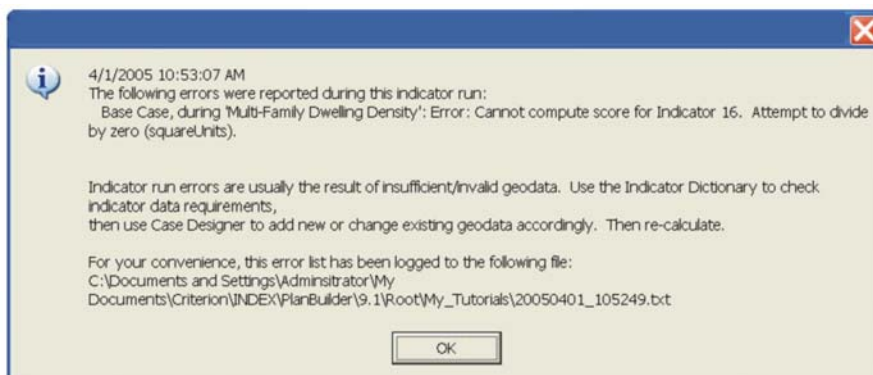 4/1/2005 10:53:07 AM
The following errors were reported during this indicator run:
Base Case, during 'Multi-Family Dwelling Density': Error: Cannot compute score for Indicator 16. Attempt to divide
by zero (squareUnits).
Indicator run errors are usually the result of insufficient/invalid geodata. Use the Indicator Dictionary to check
indicator data requirements,
then use Case Designer to add new or change existing geodata accordingly. Then re-calculate.
For your convenience, this error list has been logged to the following file:
C:\Documents and Settings\Adminsitrator\My
Documents\Criterion\INDEX\PlanBuilder\9.1\Root\My_Tutorials\20050401_105249.txt
OK